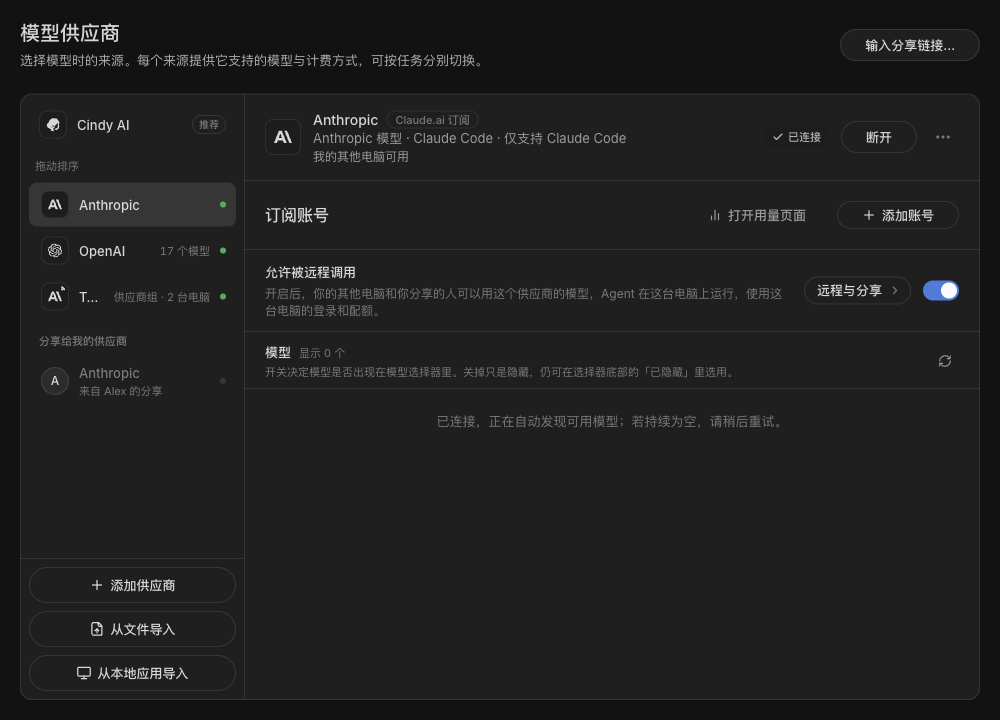 模型供应商
选择模型时的来源。每个来源提供它支持的模型与计费方式，可按任务分别切换。
输入分享链接...
Cindy AI
推荐
拖动排序
Anthropic
OpenAI
17 个模型
T...
供应商组 · 2 台电脑
分享给我的供应商
A
Anthropic
来自 Alex 的分享
添加供应商
从文件导入
从本地应用导入
Anthropic
Claude.ai 订阅
Anthropic 模型 · Claude Code · 仅支持 Claude Code
我的其他电脑可用
已连接
断开
订阅账号
打开用量页面
添加账号
允许被远程调用
开启后，你的其他电脑和你分享的人可以用这个供应商的模型，Agent 在这台电脑上运行，使用这
台电脑的登录和配额。
远程与分享
模型
显示 0 个
开关决定模型是否出现在模型选择器里。关掉只是隐藏，仍可在选择器底部的「已隐藏」里选用。
已连接，正在自动发现可用模型；若持续为空，请稍后重试。